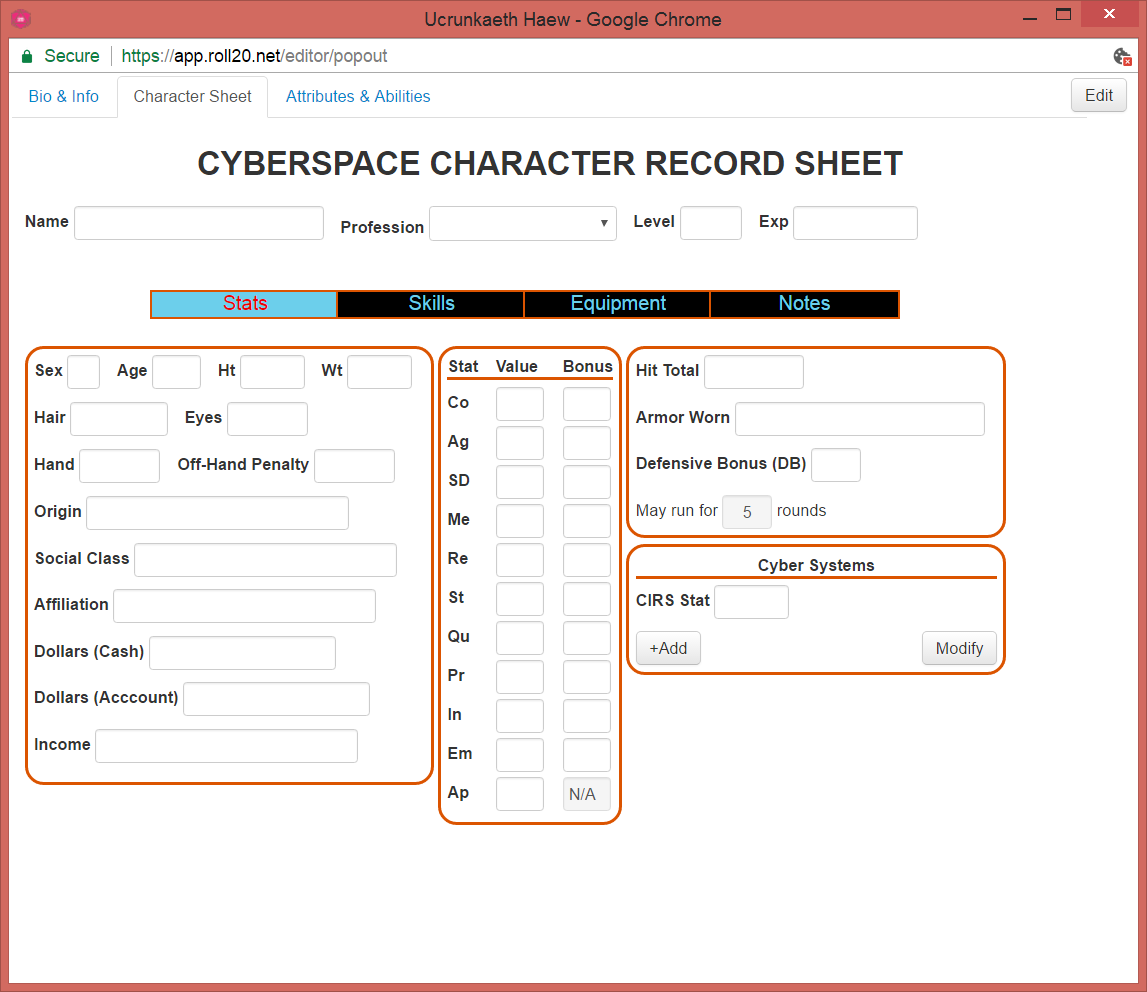 Ucrunkaeth Haew - Google Chrome
Secure https://app.roll20.net/editor/popout
Bio & Info Character Sheet Attributes & Abilities Edit
CYBERSPACE CHARACTER RECORD SHEET
Name Profession Level Exp
Stats Skills Equipment Notes
Sex Age Ht Wt
Hair Eyes
Hand Off-Hand Penalty
Origin
Social Class
Affiliation
Dollars (Cash)
Dollars (Acccount)
Income
Stat Value Bonus
Co
Ag
SD
Me
Re
St
Qu
Pr
In
Em
Ap N/A
Hit Total
Armor Worn
Defensive Bonus (DB)
May run for 5 rounds
Cyber Systems
CIRS Stat
+Add Modify